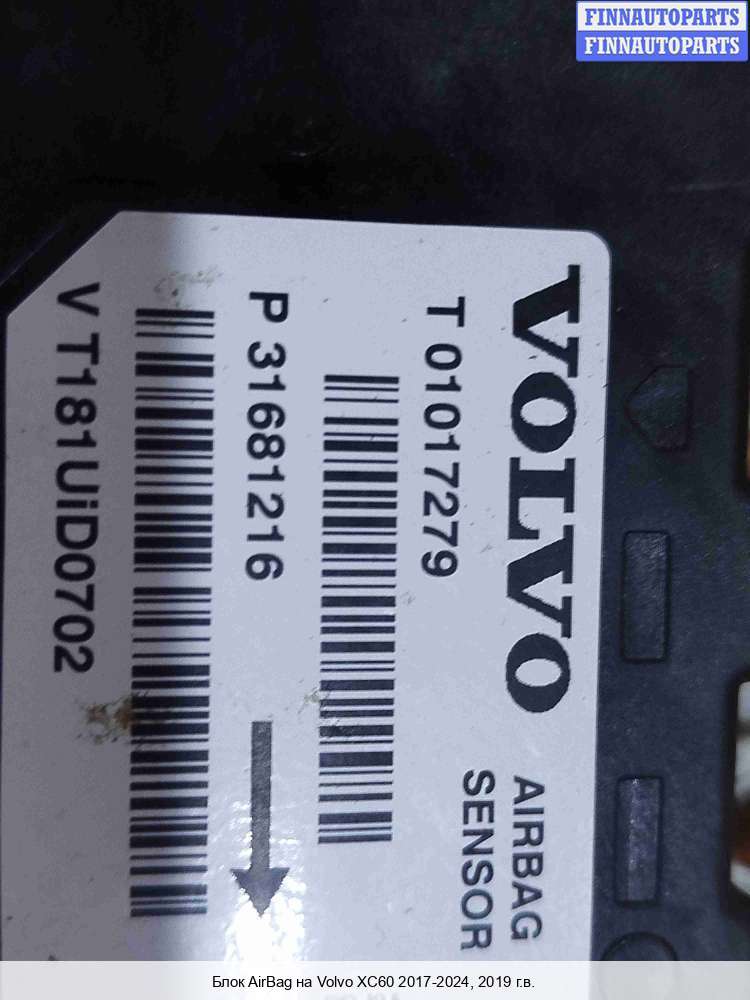 FINNAUTOPARTS
FINNAUTOPARTS
VOLVO
AIRBAG
SENSOR
T 01017279
P 31681216
V T181UiD0702
Блок AirBag на Volvo XC60 2017-2024, 2019 г.в.